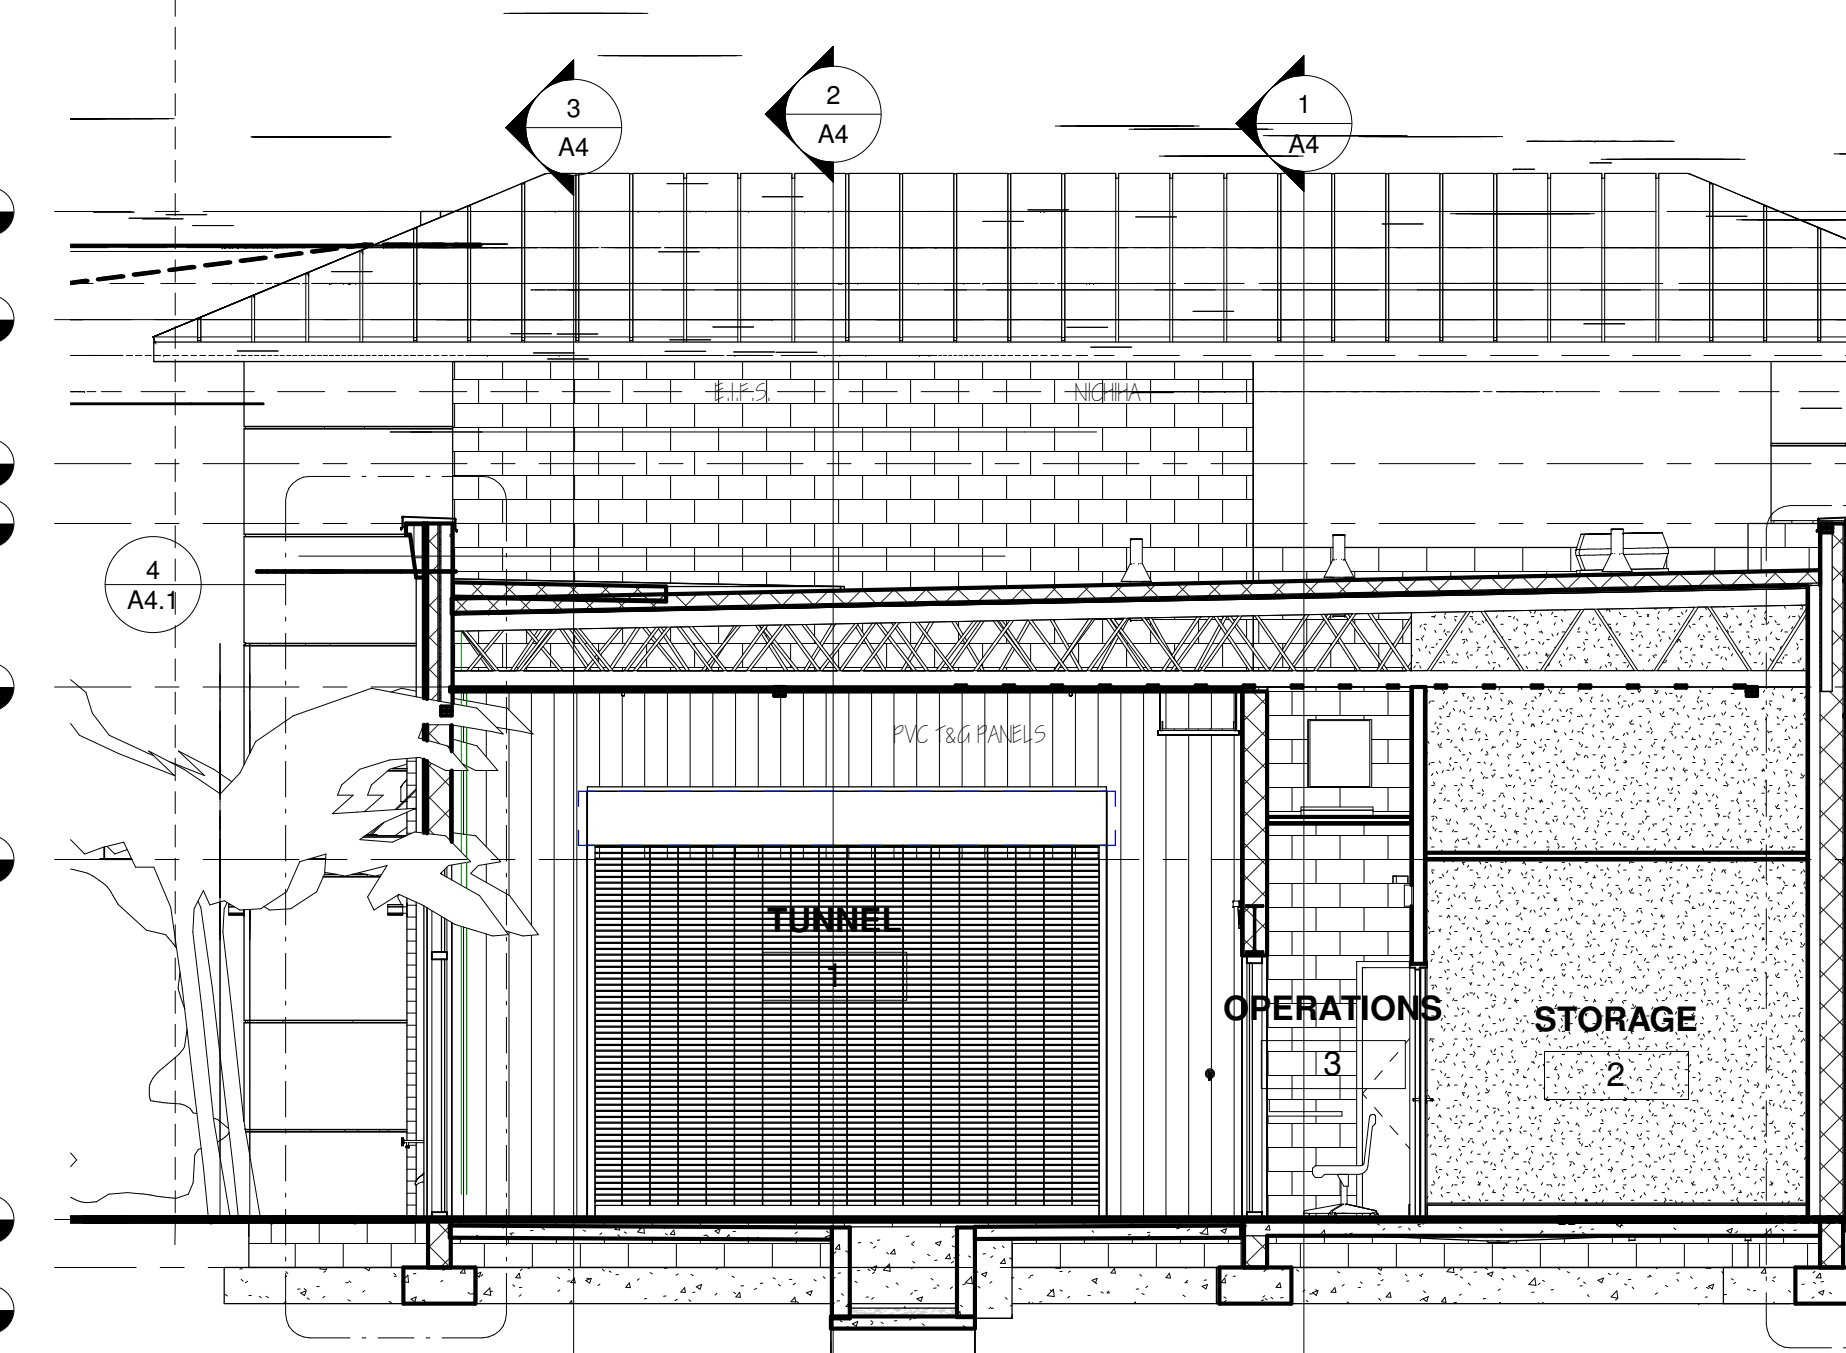 3
A4
2
A4
1
A4
E.I.F.S.
NICHIHA
4
A4.1
PVC T&G PANELS
TUNNEL
1
OPERATIONS
3
STORAGE
2